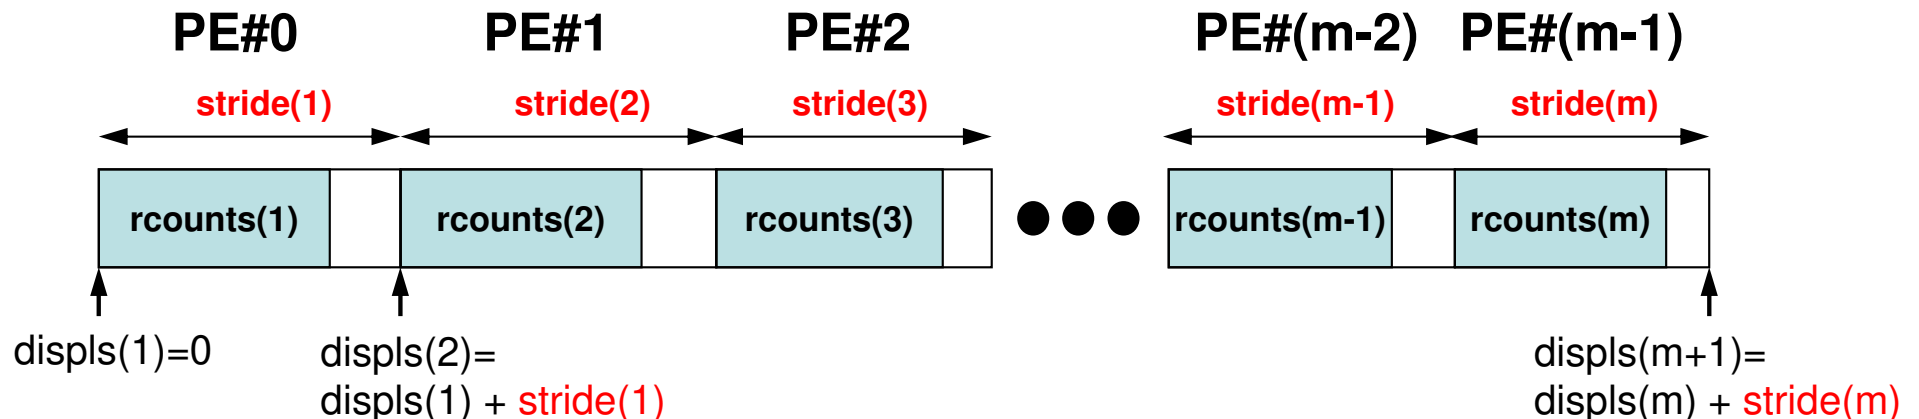 PE#0 PE#1 PE#2 PE#(m-2) PE#(m-1)
stride(1) stride(2) stride(3) stride(m-1) stride(m)
rcounts(1) rcounts(2) rcounts(3) rcounts(m-1) rcounts(m)
displs(1)=0 displs(2)= displs(m+1)=
displs(1) + stride(1) displs(m) + stride(m)